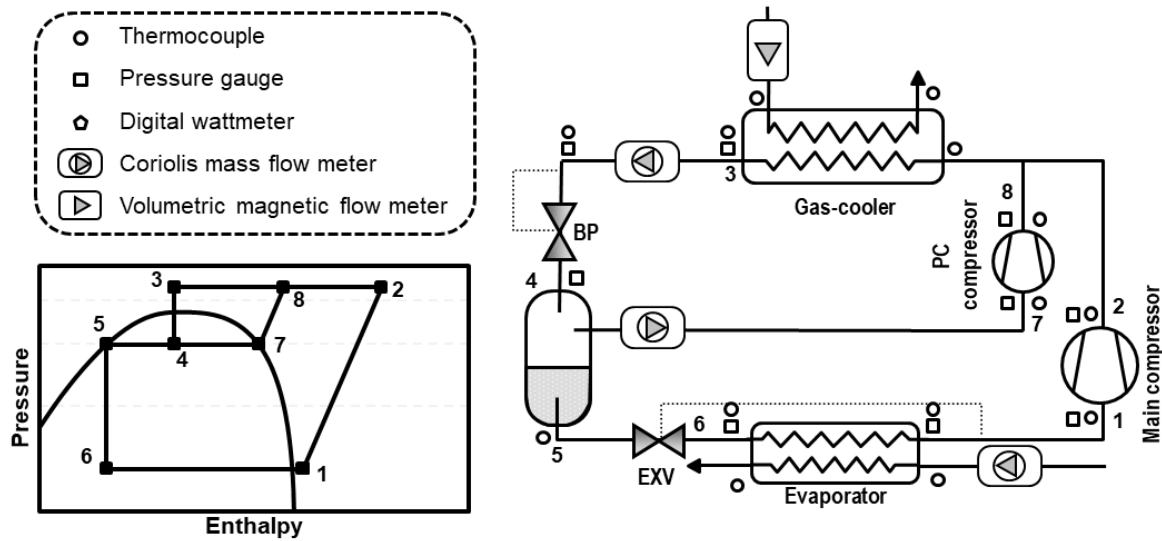 Thermocouple
Pressure gauge
Digital wattmeter
Coriolis mass flow meter
Volumetric magnetic flow meter
3
8
2
5
4
7
6
1
Pressure
Enthalpy
3
Gas-cooler
8
BP
PC
compressor
4
7
2
Main compressor
1
5
6
EXV
Evaporator